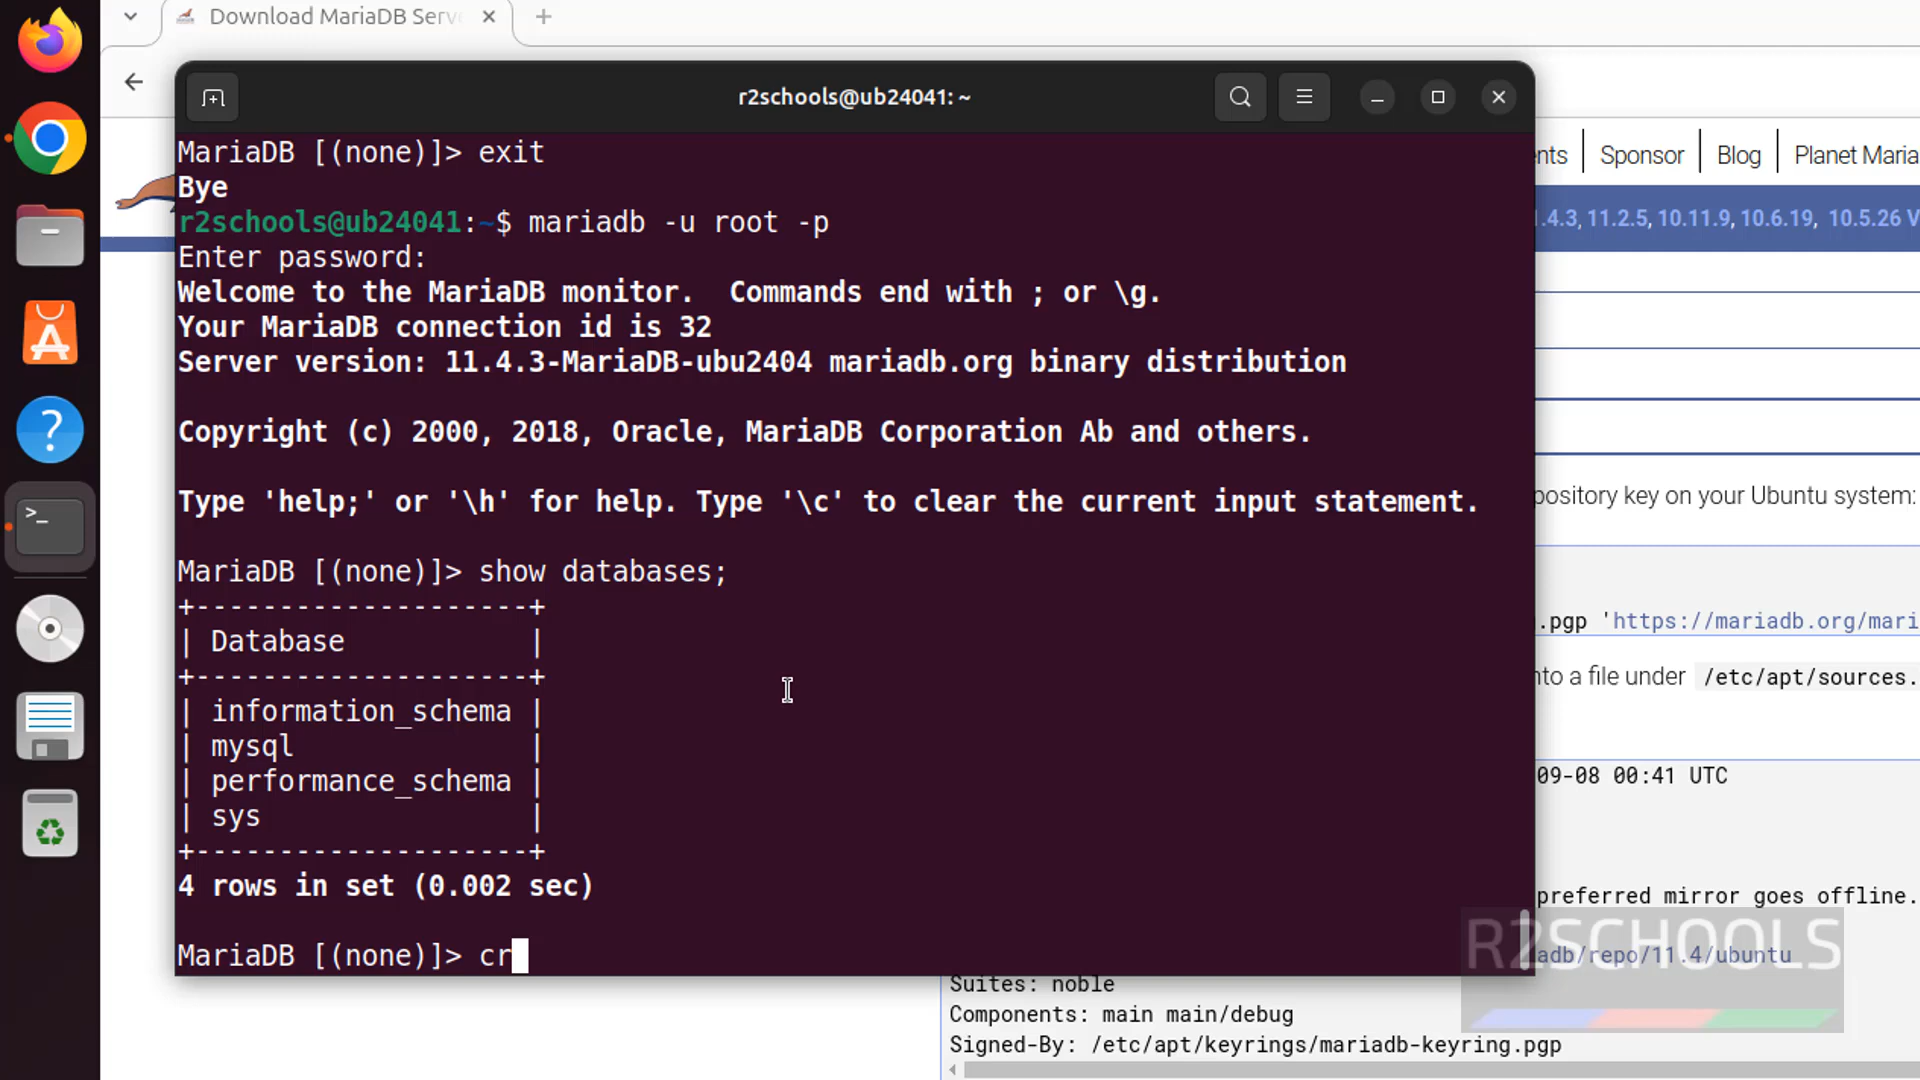 Download MariaDB Serv
r2schools@ub24041: ~
MariaDB [(none)]> exit
Bye
r2schools@ub24041:~$ mariadb -u root -p
Enter password:
Welcome to the MariaDB monitor.  Commands end with ; or \g.
Your MariaDB connection id is 32
Server version: 11.4.3-MariaDB-ubu2404 mariadb.org binary distribution
Copyright (c) 2000, 2018, Oracle, MariaDB Corporation Ab and others.
Type 'help;' or '\h' for help. Type '\c' to clear the current input statement.
MariaDB [(none)]> show databases;
+--------------------+
| Database           |
+--------------------+
| information_schema |
| mysql              |
| performance_schema |
| sys                |
+--------------------+
4 rows in set (0.002 sec)
MariaDB [(none)]> cr
nts | Sponsor | Blog | Planet Maria
.4.3, 11.2.5, 10.11.9, 10.6.19, 10.5.26 V
pository key on your Ubuntu system:
.pgp 'https://mariadb.org/mari
nto a file under /etc/apt/sources.
09-08 00:41 UTC
preferred mirror goes offline.
adb/repo/11.4/ubuntu
Suites: noble
Components: main main/debug
Signed-By: /etc/apt/keyrings/mariadb-keyring.pgp
R2SCHOOLS